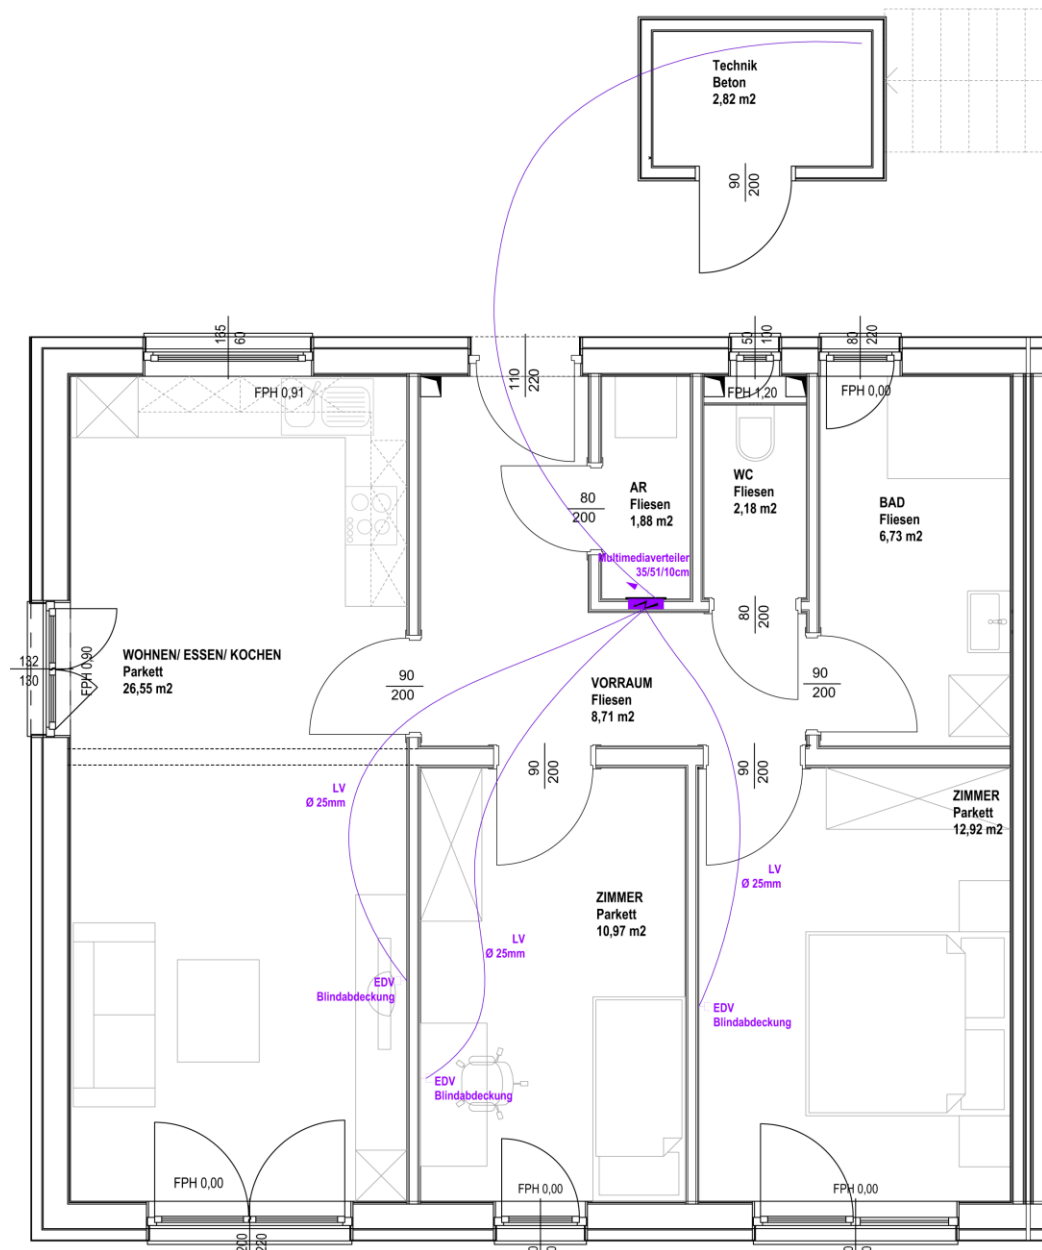 Technik
Beton
2,82 m2
90
200
135
60
110
220
50
100
80
220
FPH 0,91
FPH 1,20
FPH 0,00
AR
Fliesen
1,88 m2
80
200
WC
Fliesen
2,18 m2
BAD
Fliesen
6,73 m2
Multimediaverteiler
35/51/10cm
80
200
132
130
FPH 0,90
WOHNEN/ ESSEN/ KOCHEN
Parkett
26,55 m2
90
200
VORRAUM
Fliesen
8,71 m2
90
200
90
200
90
200
LV
Ø 25mm
ZIMMER
Parkett
12,92 m2
LV
Ø 25mm
ZIMMER
Parkett
10,97 m2
LV
Ø 25mm
EDV
Blindabdeckung
EDV
Blindabdeckung
EDV
Blindabdeckung
FPH 0,00
FPH 0,00
FPH 0,00
200
220